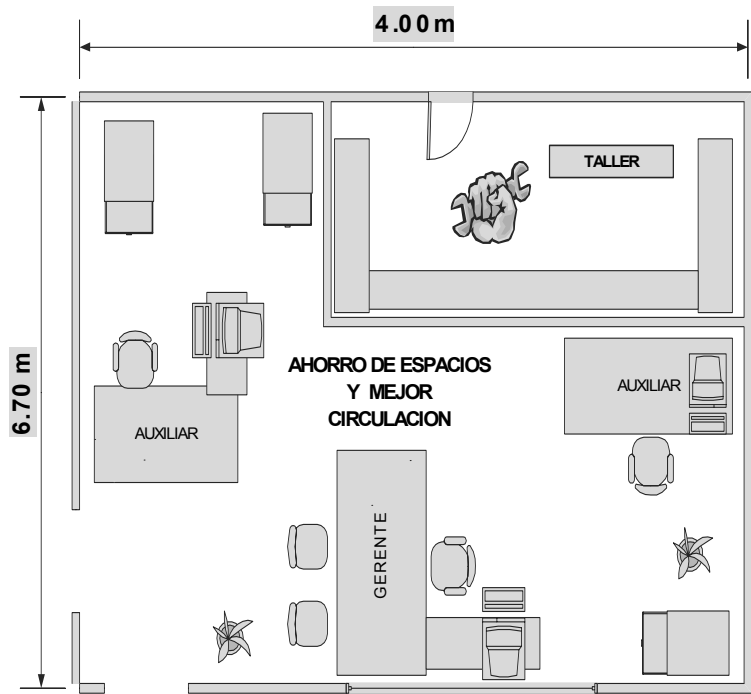 4.00 m
TALLER
6.70 m
AHORRO DE ESPACIOS
Y MEJOR
CIRCULACION
AUXILIAR
AUXILIAR
GERENTE